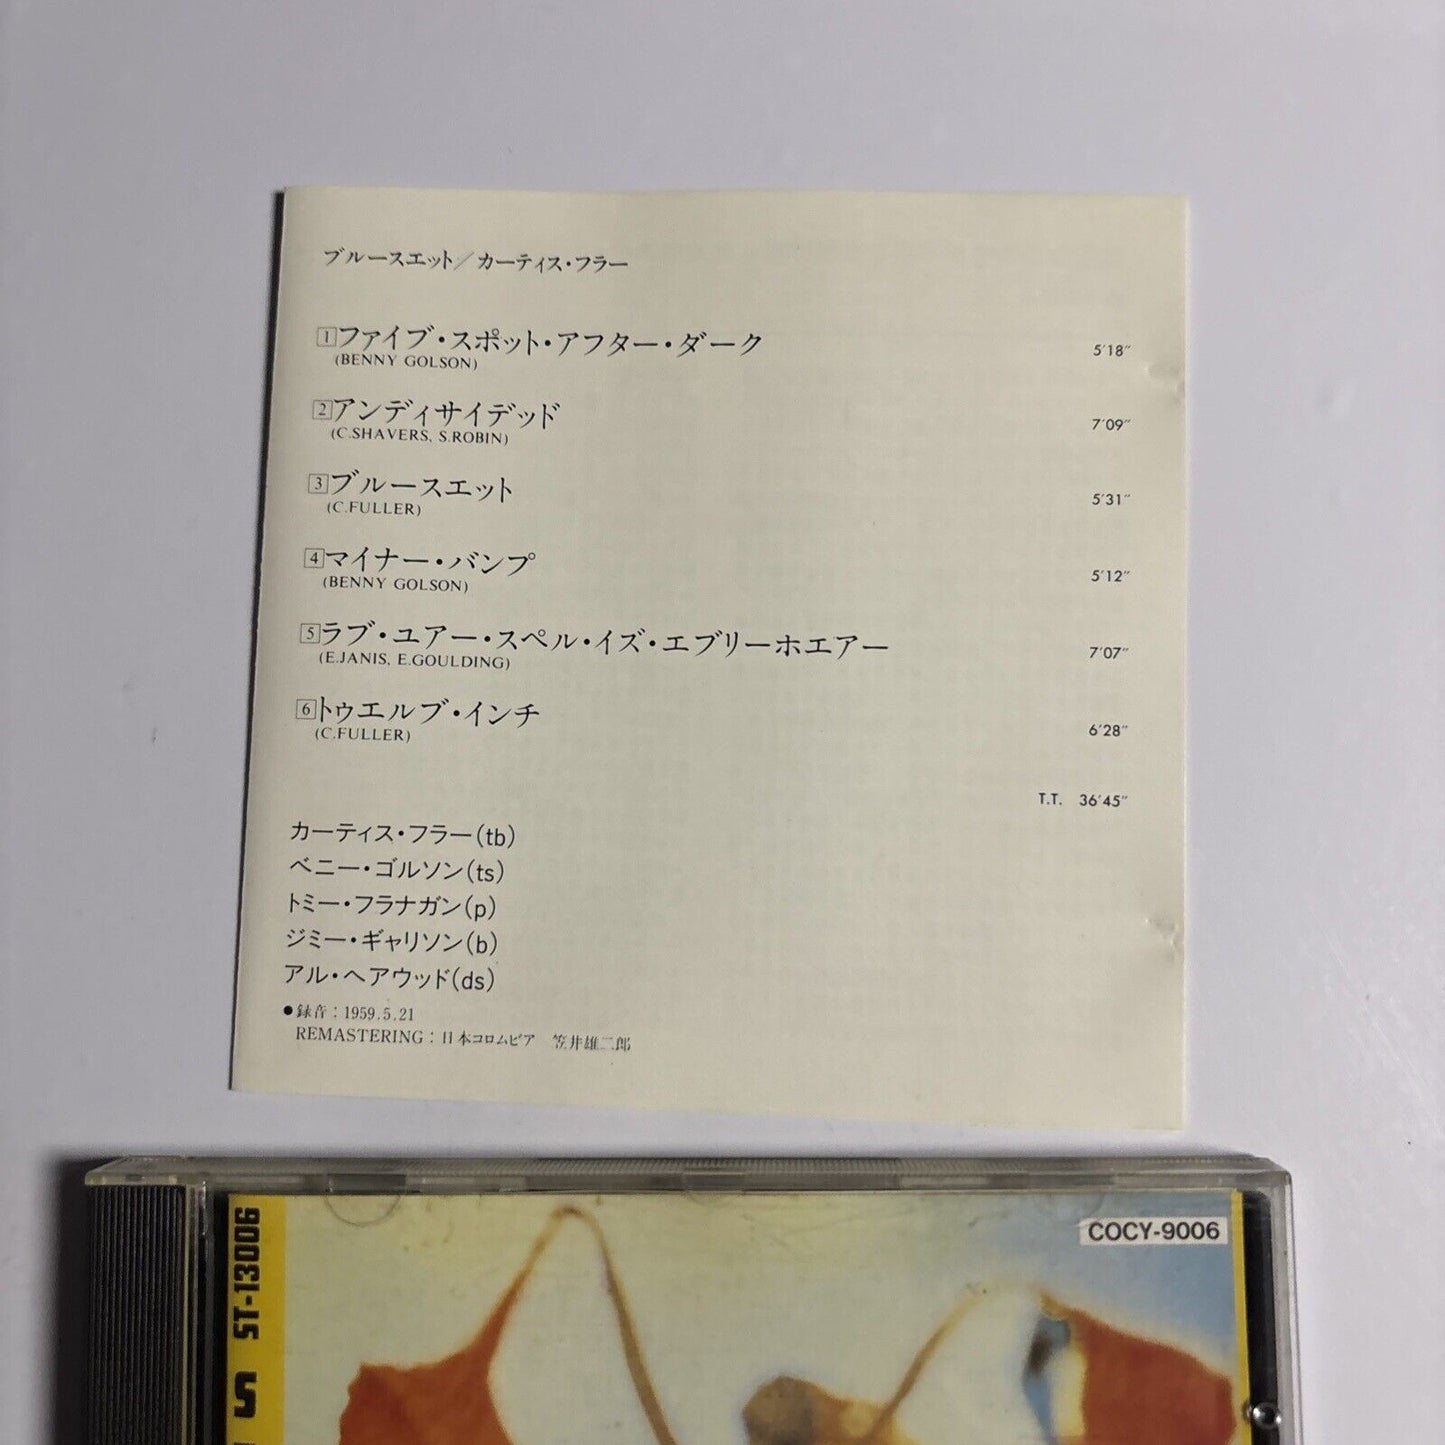 ブルースエット／カーティス・フラー
1 ファイブ・スポット・アフター・ダーク 5′18″
(BENNY GOLSON)
2 アンディサイデッド 7′09″
(C.SHAVERS, S.ROBIN)
3 ブルースエット 5′31″
(C.FULLER)
4 マイナー・バンプ 5′12″
(BENNY GOLSON)
5 ラブ・ユアー・スペル・イズ・エブリーホエアー 7′07″
(E.JANIS, E.GOULDING)
6 トゥエルブ・インチ 6′28″
(C.FULLER)
T.T. 36′45″
カーティス・フラー(tb)
ベニー・ゴルソン(ts)
トミー・フラナガン(p)
ジミー・ギャリソン(b)
アル・ヘアウッド(ds)
●録音：1959.5.21
REMASTERING：日本コロムビア 笠井雄二郎
COCY-9006
ST-13006
S